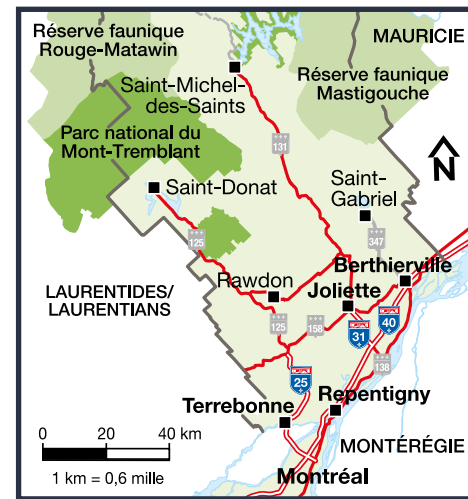 Réserve faunique
Rouge-Matawin
MAURICIE
Saint-Michel-
des-Saints
Réserve faunique
Mastigouche
Parc national du
Mont-Tremblant
131
N
Saint-Donat
Saint-
Gabriel
125
347
Berthierville
Rawdon
Joliette
LAURENTIDES/
LAURENTIANS
125
158
31
40
138
25
Repentigny
Terrebonne
0 20 40 km
1 km = 0,6 mille
MONTÉRÉGIE
Montréal